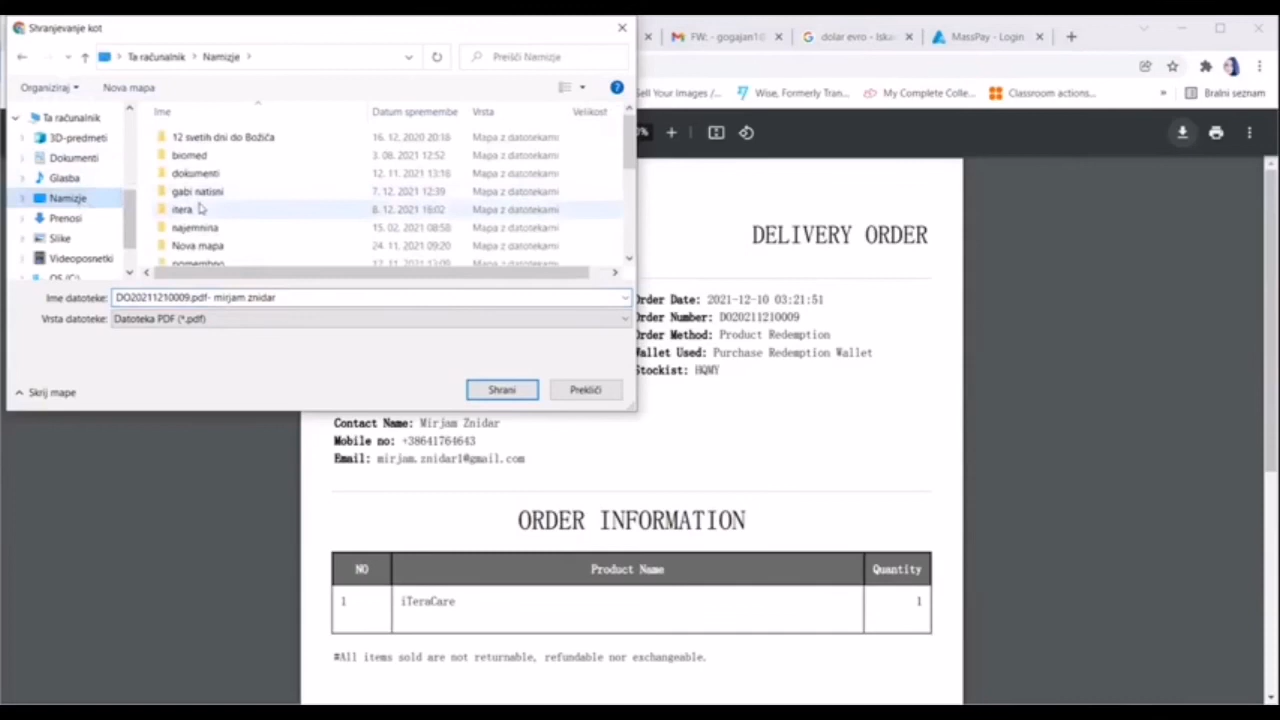 Shranjevanje kot
FW: - gogajan1@
dolar evro - Iska
MassPay - Login
Ta računalnik
Namizje
Preišči Namizje
Organiziraj
Nova mapa
Sell Your Images /...
Wise, Formerly Tran...
My Complete Colle...
Classroom actions...
»
Bralni seznam
Ime
Datum spremembe
Vrsta
Velikost
Ta računalnik
3D-predmeti
Dokumenti
Glasba
Namizje
Prenosi
Slike
Videoposnetki
OS (C:)
12 svetih dni do Božiča 16. 12. 2020 20:18 Mapa z datotekami
biomed 3. 08. 2021 12:52 Mapa z datotekami
dokumenti 12. 11. 2021 13:16 Mapa z datotekami
gabi natisni 7. 12. 2021 12:39 Mapa z datotekami
itera 8. 12. 2021 16:02 Mapa z datotekami
najemnina 15. 02. 2021 08:58 Mapa z datotekami
Nova mapa 24. 11. 2021 09:20 Mapa z datotekami
pomembno
Ime datoteke: DO20211210009.pdf- mirjam znidar
Vrsta datoteke: Datoteka PDF (*.pdf)
Skrij mape
Shrani
Prekliči
DELIVERY ORDER
Order Date: 2021-12-10 03:21:51
Order Number: DO20211210009
Order Method: Product Redemption
Wallet Used: Purchase Redemption Wallet
Stockist: HQMY
Contact Name: Mirjam Znidar
Mobile no: +38641764643
Email: mirjam.znidar1@gmail.com
ORDER INFORMATION
NO Product Name Quantity
1 iTeraCare 1
#All items sold are not returnable, refundable nor exchangeable.